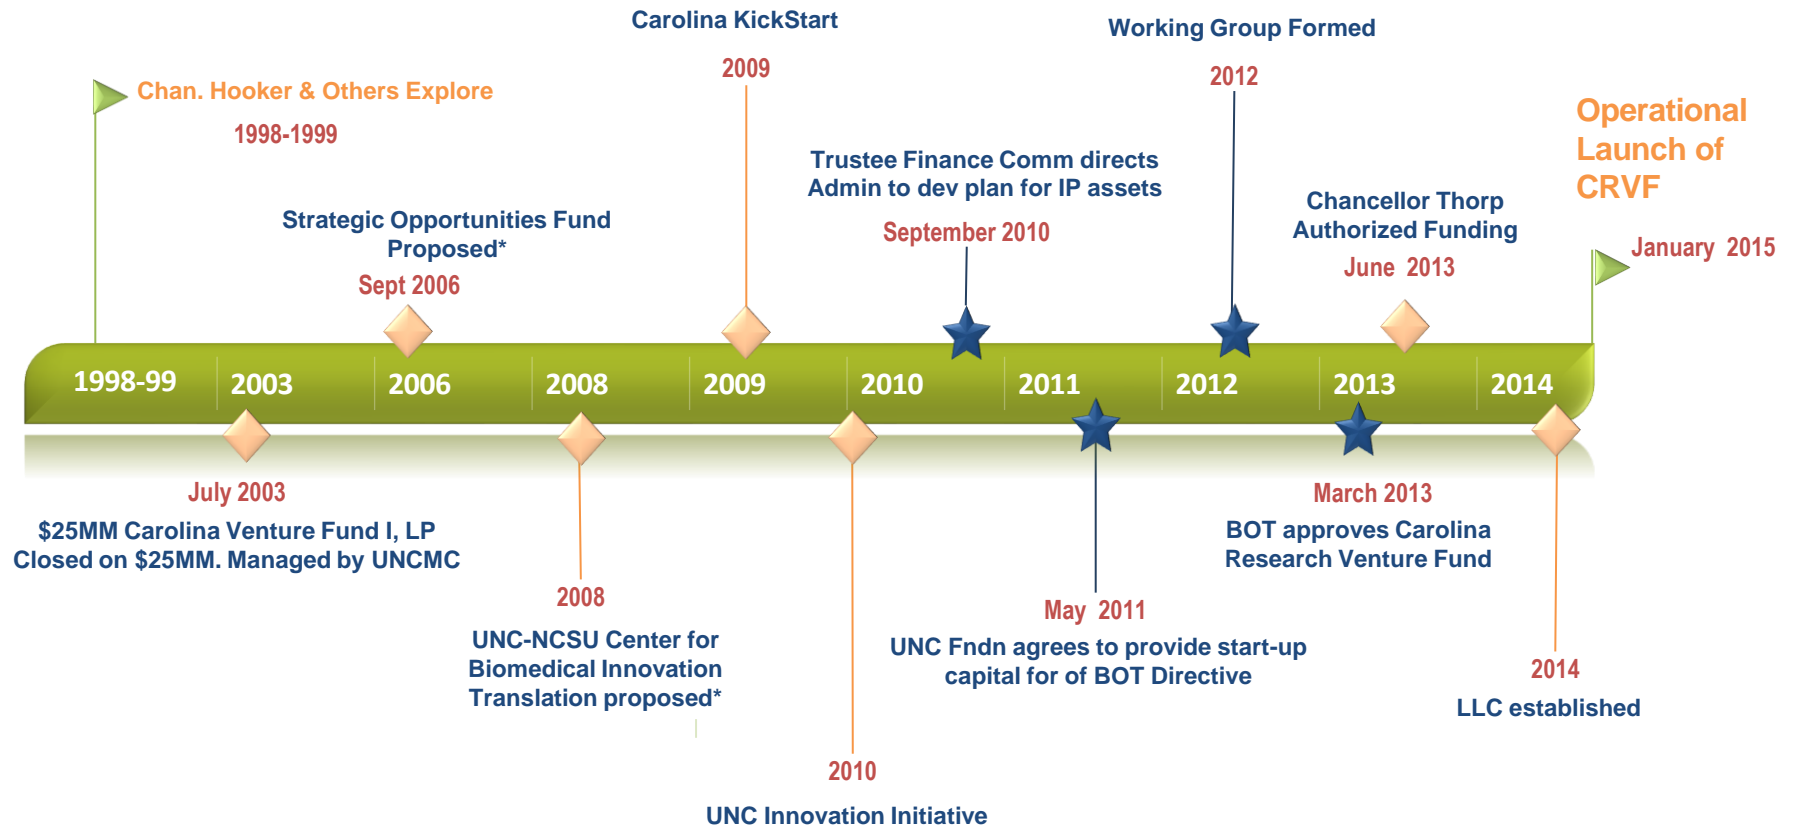 Carolina KickStart
2009
Working Group Formed
2012
Chan. Hooker & Others Explore
1998-1999
Operational
Launch of
CRVF
January 2015
Trustee Finance Comm directs
Admin to dev plan for IP assets
September 2010
Chancellor Thorp
Authorized Funding
June 2013
Strategic Opportunities Fund
Proposed*
Sept 2006
1998-99
2003
2006
2008
2009
2010
2011
2012
2013
2014
July 2003
$25MM Carolina Venture Fund I, LP
Closed on $25MM. Managed by UNCMC
2008
UNC-NCSU Center for
Biomedical Innovation
Translation proposed*
2010
UNC Innovation Initiative
May 2011
UNC Fndn agrees to provide start-up
capital for of BOT Directive
March 2013
BOT approves Carolina
Research Venture Fund
2014
LLC established